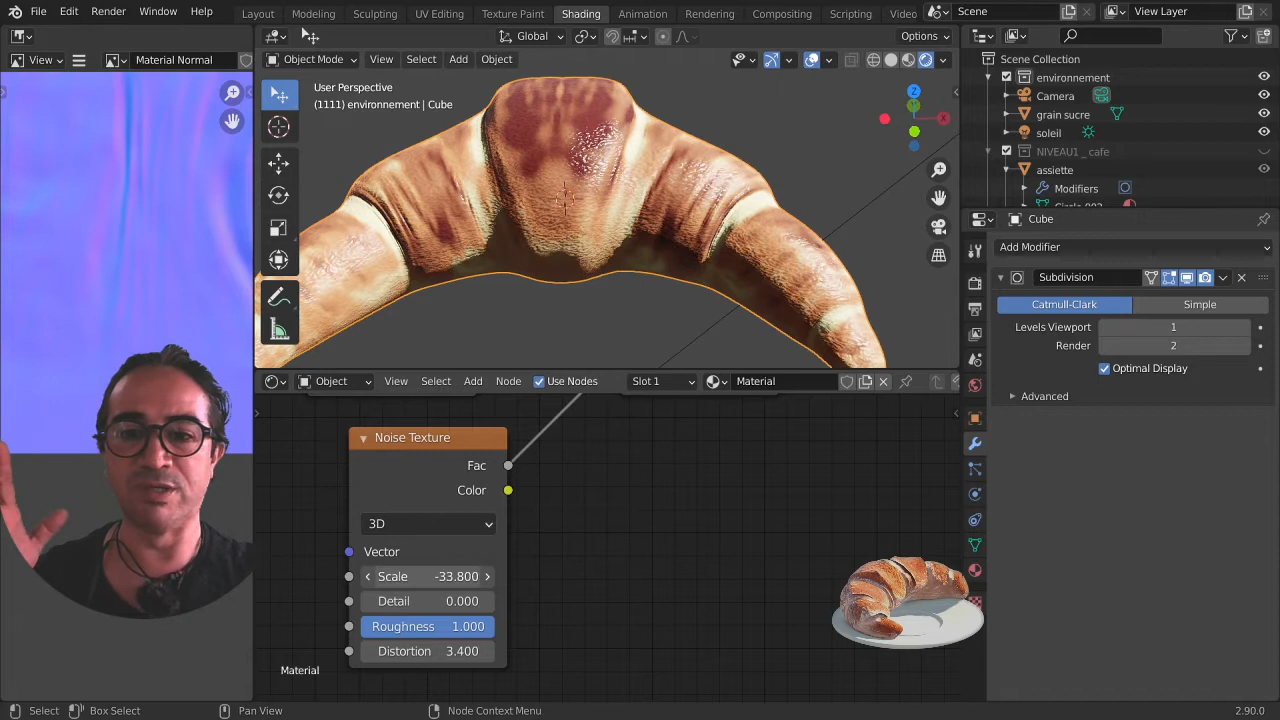 File Edit Render Window Help
Layout Modeling Sculpting UV Editing Texture Paint Shading Animation Rendering Compositing Scripting Video
Scene
View Layer
Global
Options
View
Material Normal
Object Mode View Select Add Object
User Perspective
(1111) environnement | Cube
Z
Y
X
Scene Collection
environnement
Camera
grain sucre
soleil
NIVEAU1_ cafe
assiette
Modifiers
Circle.002
Cube
Add Modifier
Subdivision
Catmull-Clark Simple
Levels Viewport 1
Render 2
Optimal Display
Advanced
Object View Select Add Node Use Nodes Slot 1 Material
Noise Texture
Fac
Color
3D
Vector
Scale -33.800
Detail 0.000
Roughness 1.000
Distortion 3.400
Material
Select Box Select Pan View Node Context Menu 2.90.0